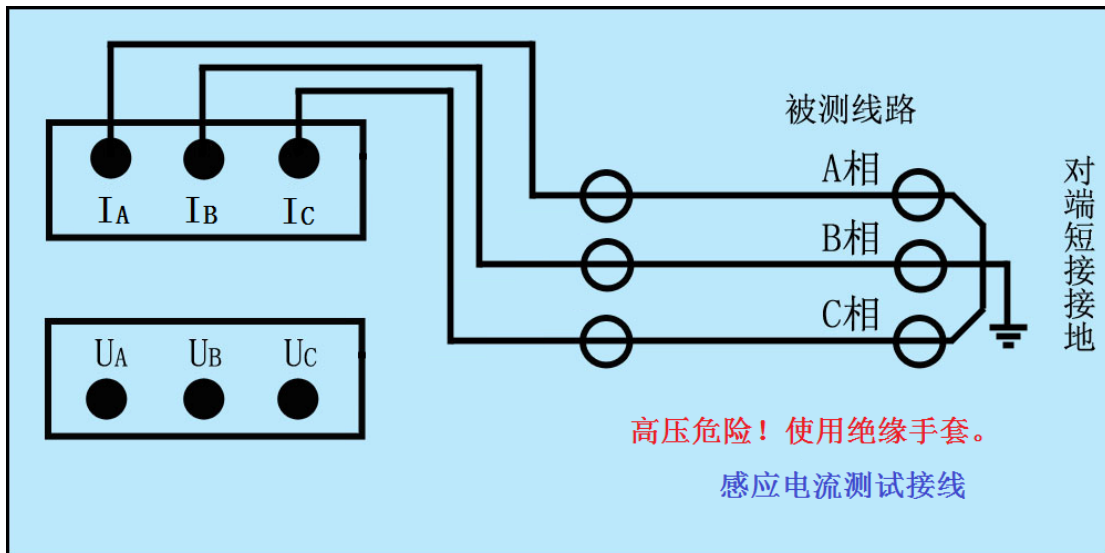 被测线路
A相
B相
C相
对端短接接地
IA IB IC
UA UB UC
高压危险！使用绝缘手套。
感应电流测试接线